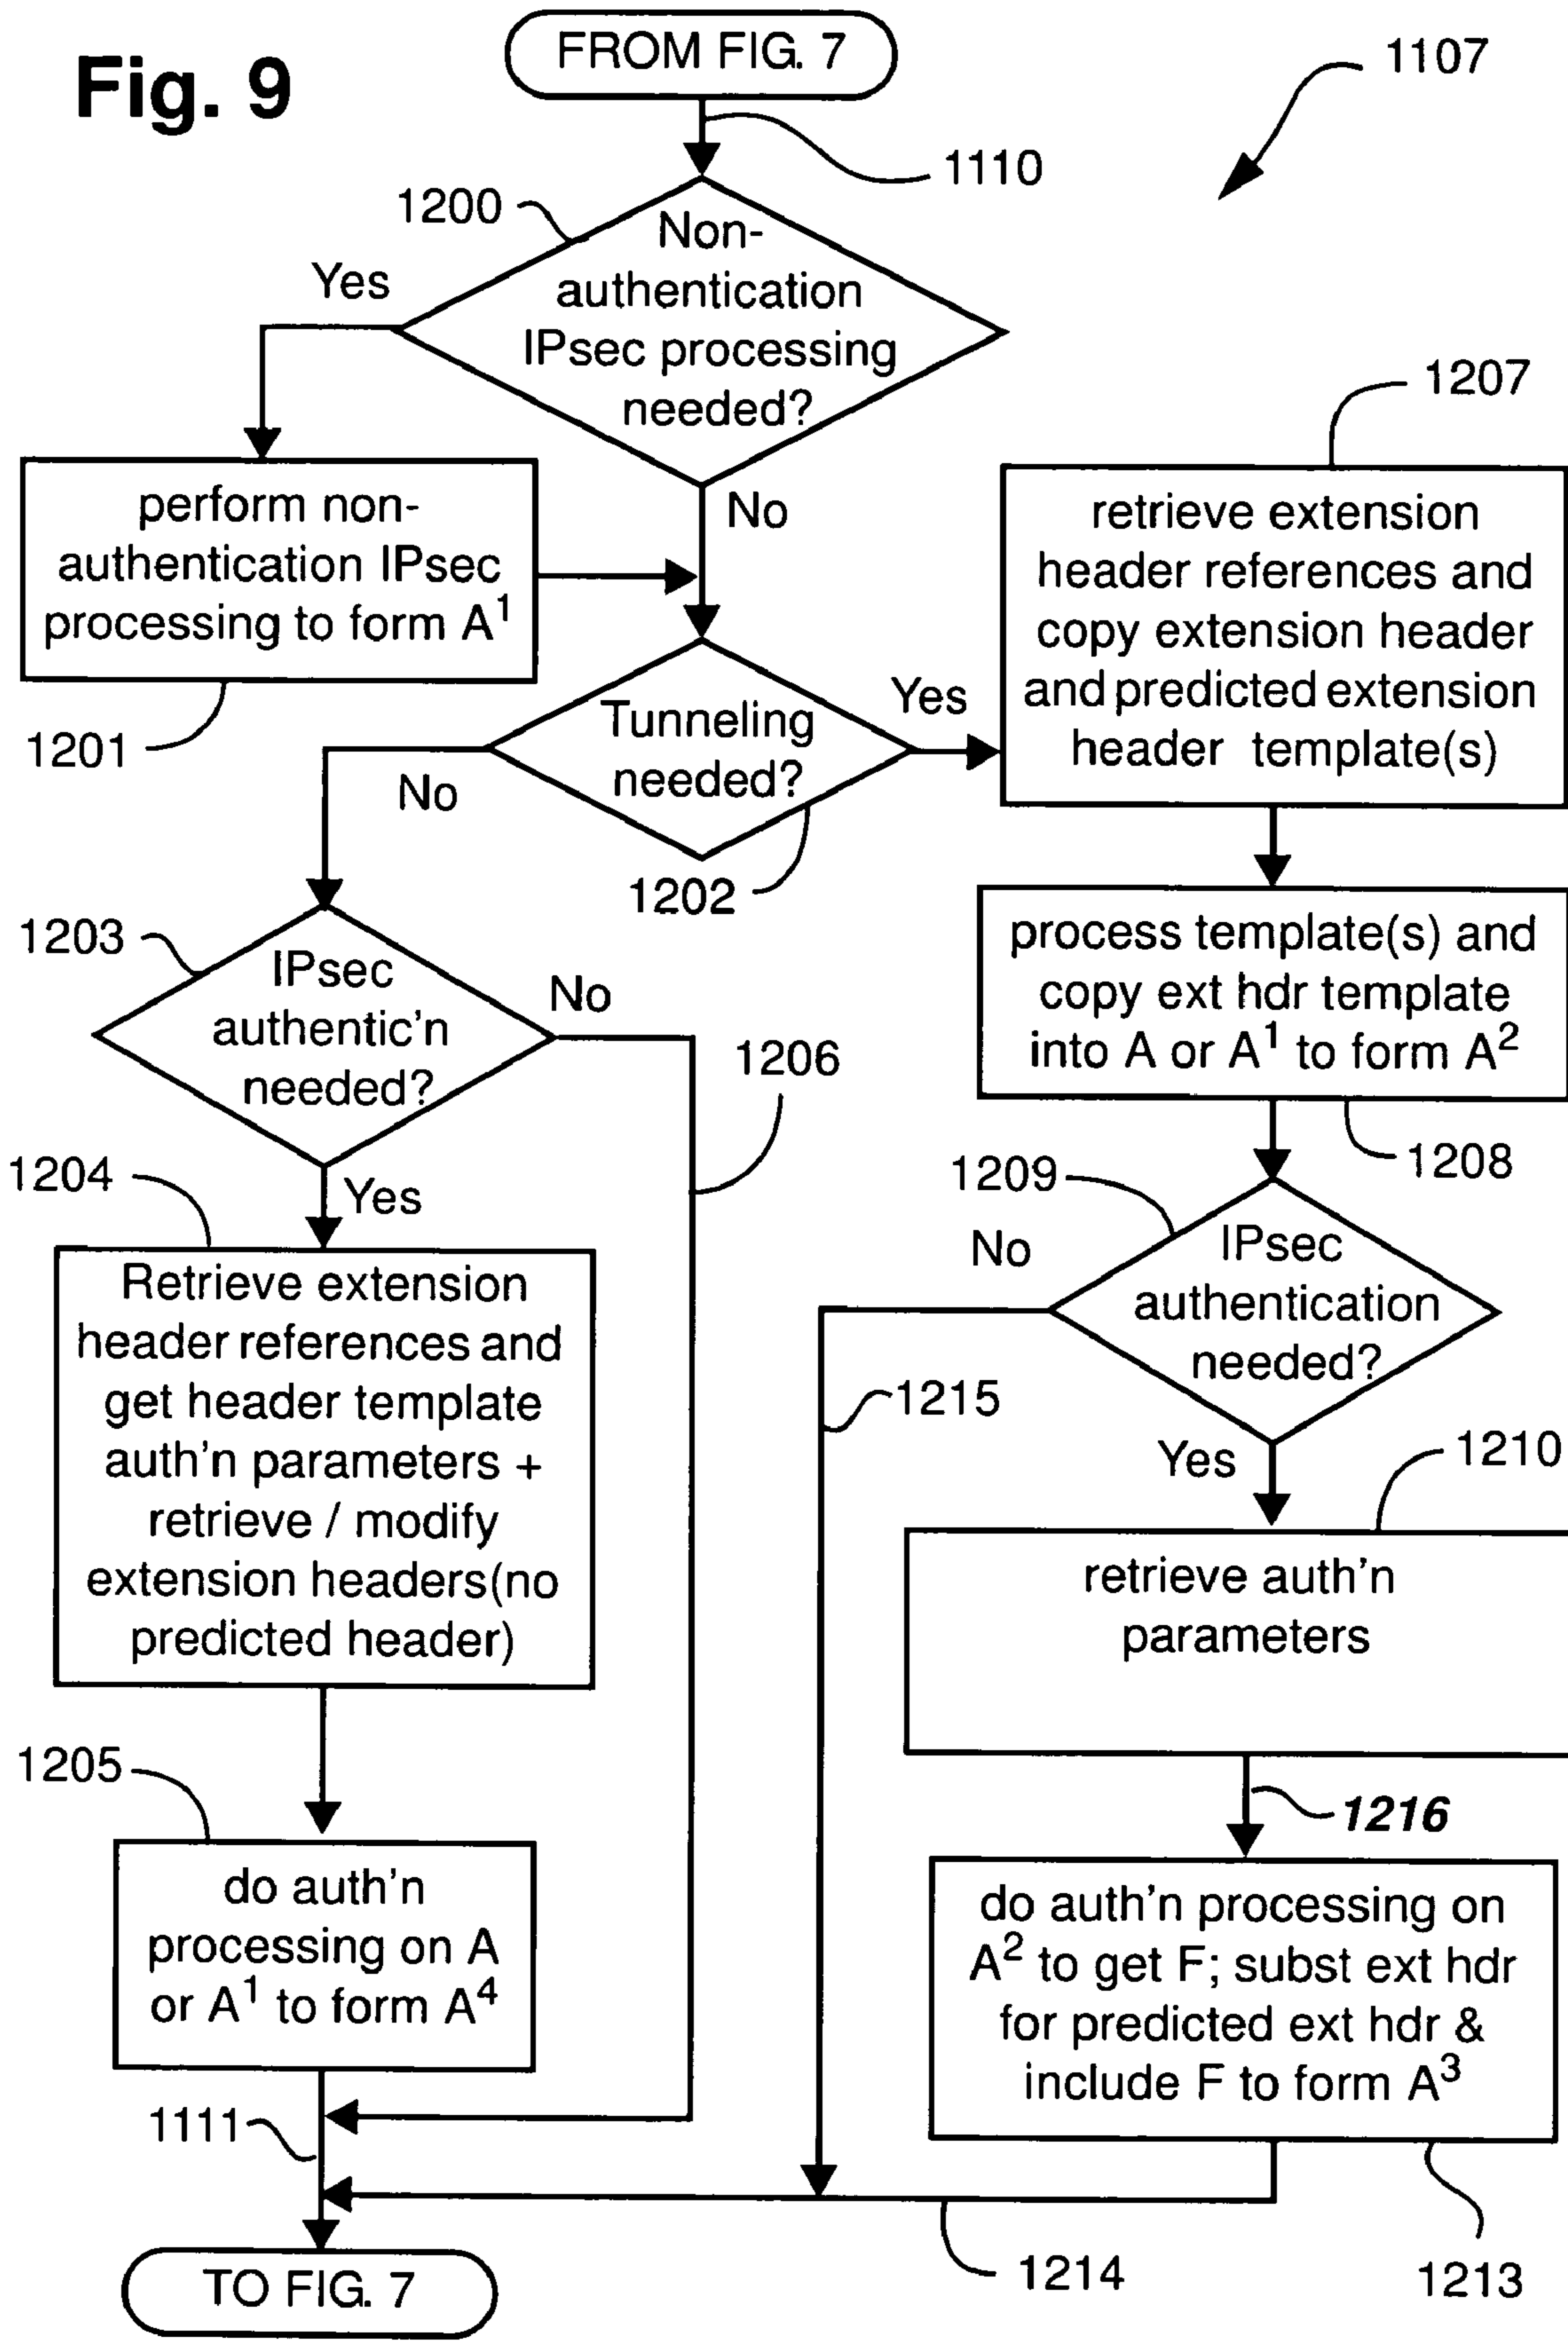 Fig. 9
FROM FIG. 7
1107
1110
1200
Non-
authentication
IPsec processing
needed?
Yes
No
perform non-
authentication IPsec
processing to form A¹
1201
Tunneling
needed?
Yes
No
1202
1207
retrieve extension
header references and
copy extension header
and predicted extension
header template(s)
process template(s) and
copy ext hdr template
into A or A¹ to form A²
1208
1203
IPsec
authentic'n
needed?
No
Yes
1206
1204
Retrieve extension
header references and
get header template
auth'n parameters +
retrieve / modify
extension headers(no
predicted header)
1205
do auth'n
processing on A
or A¹ to form A⁴
1209
IPsec
authentication
needed?
No
Yes
1215
1210
retrieve auth'n
parameters
1216
do auth'n processing on
A² to get F; subst ext hdr
for predicted ext hdr &
include F to form A³
1111
1214
1213
TO FIG. 7